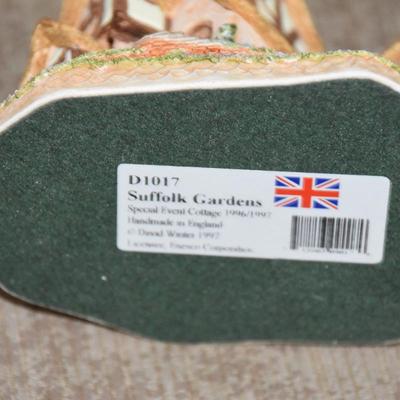 D1017
Suffolk Gardens
Special Event Cottage 1996/1997
Handmade in England
© David Winter 1997
Licensee, Enesco Corporation.